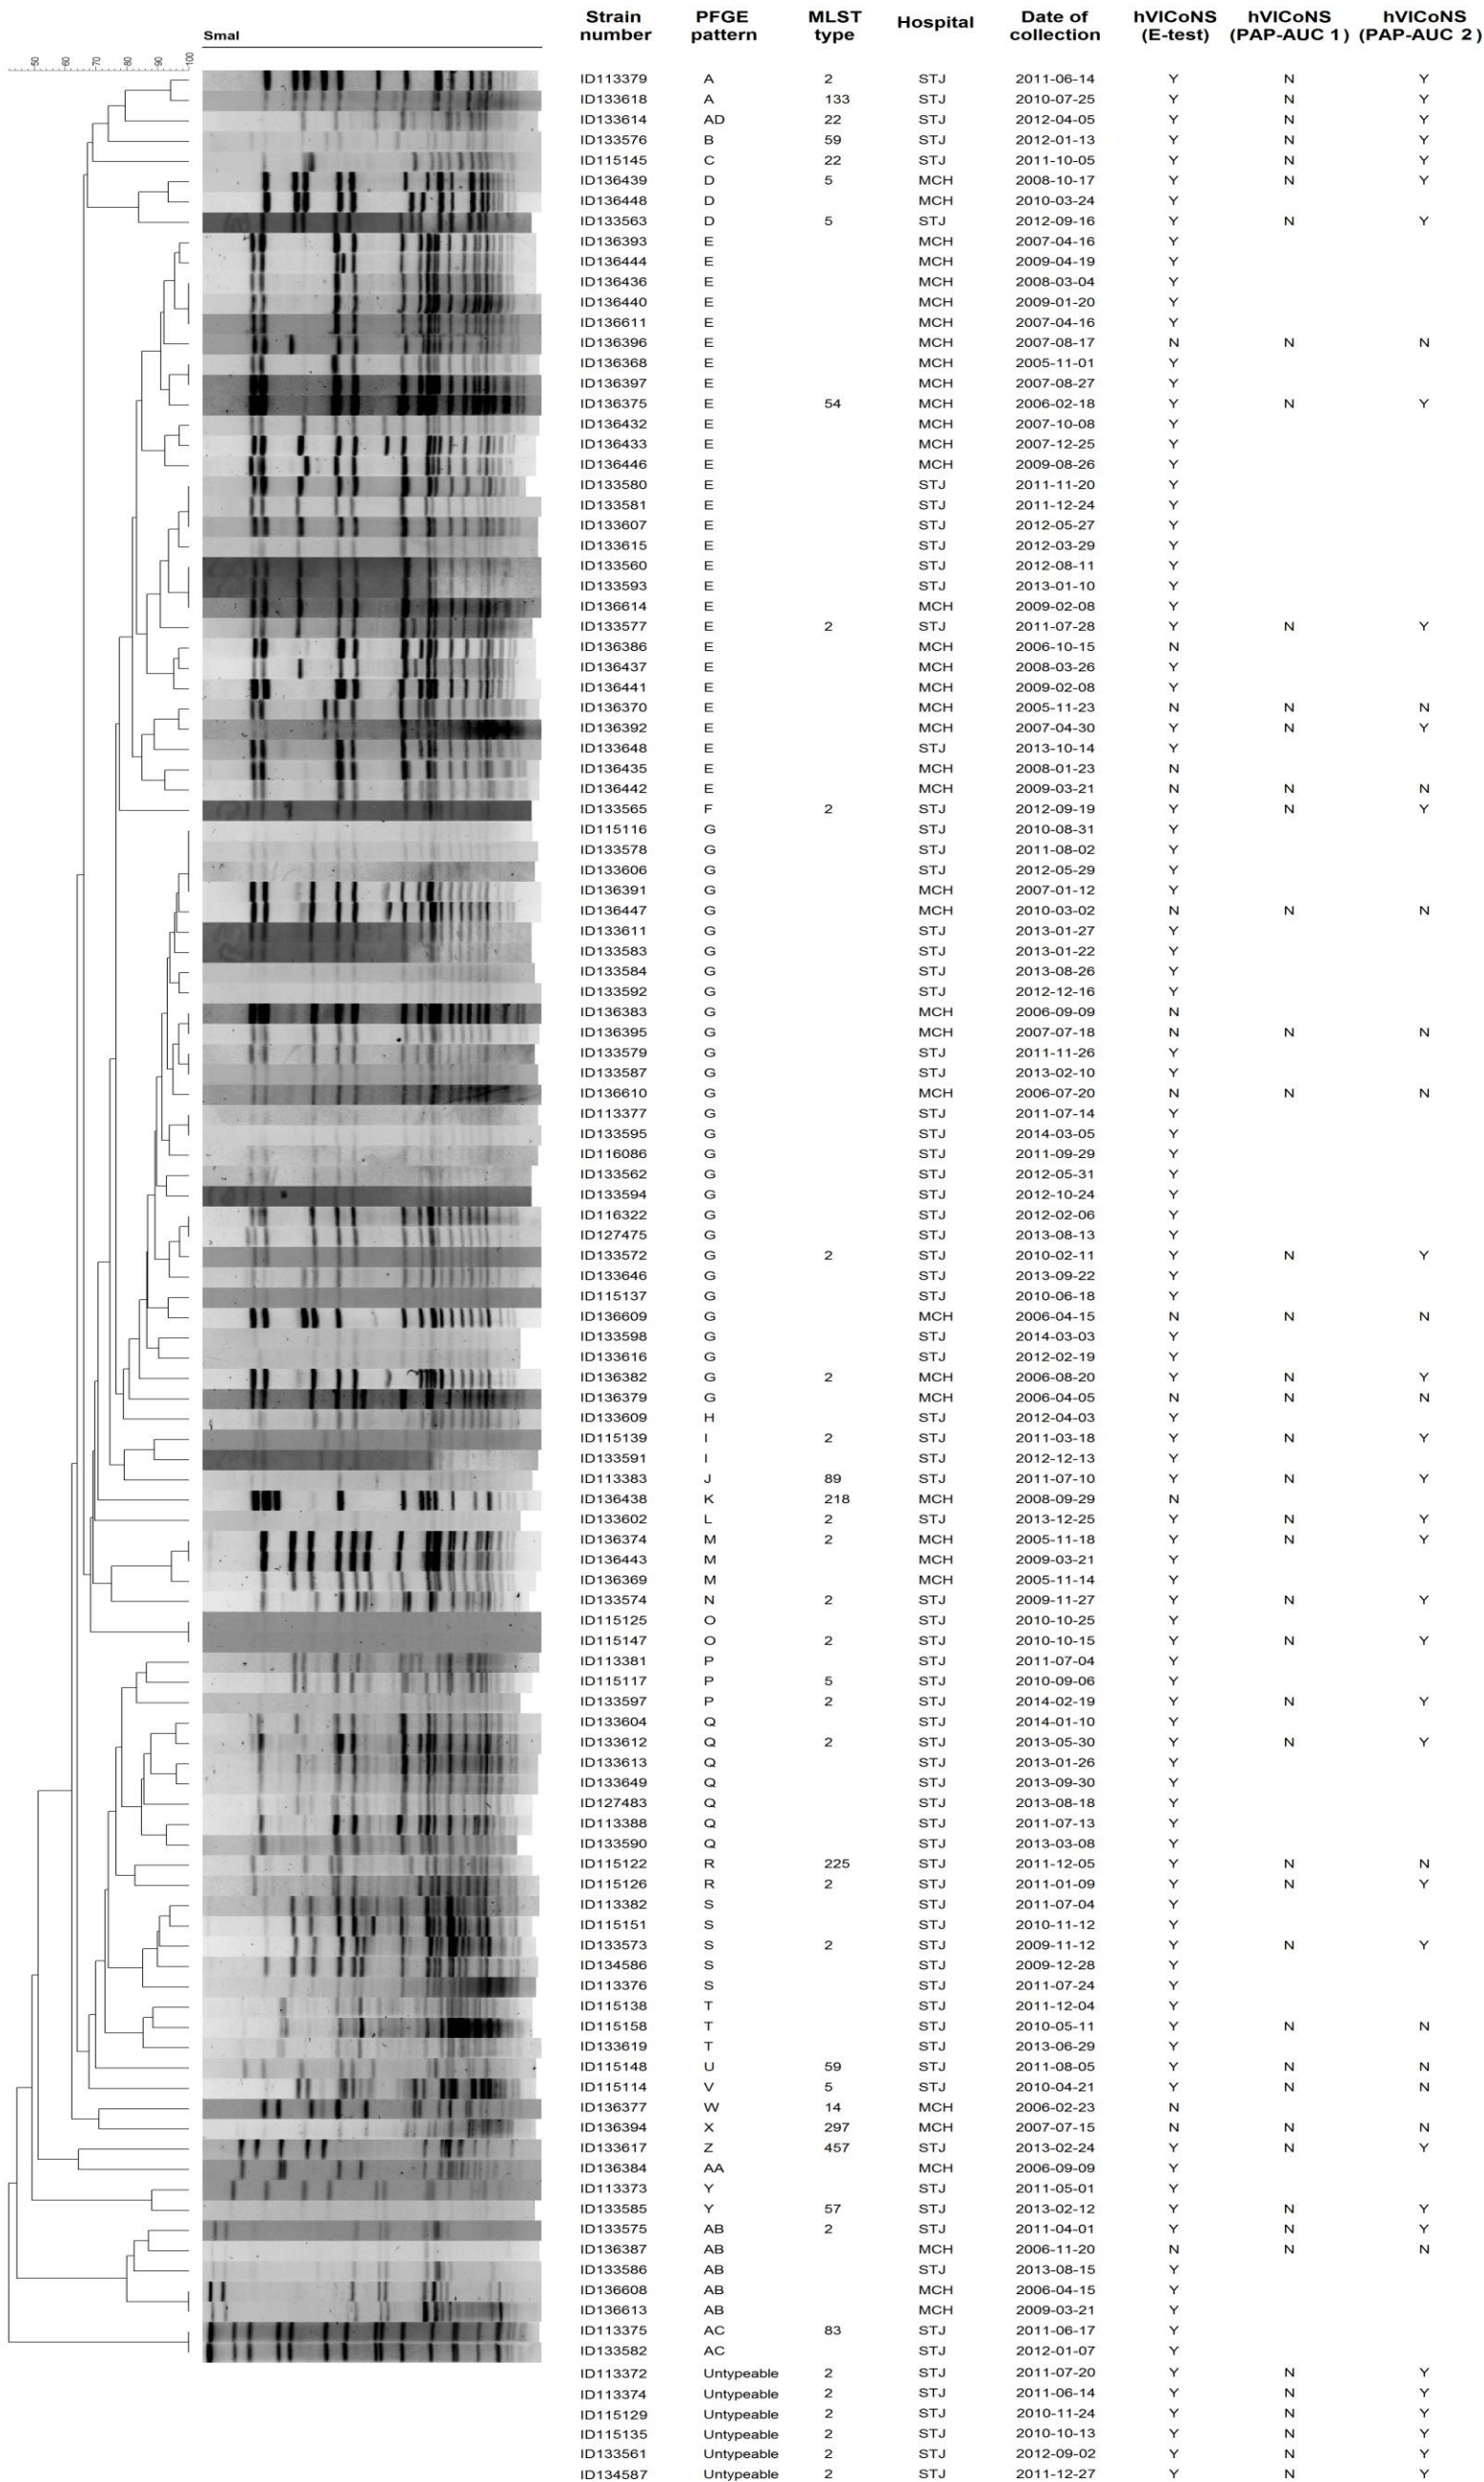 Strain number PFGE pattern MLST type Hospital Date of collection hVICoNS (E-test) hVICoNS (PAP-AUC 1) hVICoNS (PAP-AUC 2)
SmaI
50 60 70 80 90 100
ID113379 A 2 STJ 2011-06-14 Y N Y
ID133618 A 133 STJ 2010-07-25 Y N Y
ID133614 AD 22 STJ 2012-04-05 Y N Y
ID133576 B 59 STJ 2012-01-13 Y N Y
ID115145 C 22 STJ 2011-10-05 Y N Y
ID136439 D 5 MCH 2008-10-17 Y N Y
ID136448 D MCH 2010-03-24 Y
ID133563 D 5 STJ 2012-09-16 Y N Y
ID136393 E MCH 2007-04-16 Y
ID136444 E MCH 2009-04-19 Y
ID136436 E MCH 2008-03-04 Y
ID136440 E MCH 2009-01-20 Y
ID136611 E MCH 2007-04-16 Y
ID136396 E MCH 2007-08-17 N N N
ID136368 E MCH 2005-11-01 Y
ID136397 E MCH 2007-08-27 Y
ID136375 E 54 MCH 2006-02-18 Y N Y
ID136432 E MCH 2007-10-08 Y
ID136433 E MCH 2007-12-25 Y
ID136446 E MCH 2009-08-26 Y
ID133580 E STJ 2011-11-20 Y
ID133581 E STJ 2011-12-24 Y
ID133607 E STJ 2012-05-27 Y
ID133615 E STJ 2012-03-29 Y
ID133560 E STJ 2012-08-11 Y
ID133593 E STJ 2013-01-10 Y
ID136614 E MCH 2009-02-08 Y
ID133577 E 2 STJ 2011-07-28 Y N Y
ID136386 E MCH 2006-10-15 N
ID136437 E MCH 2008-03-26 Y
ID136441 E MCH 2009-02-08 Y
ID136370 E MCH 2005-11-23 N N N
ID136392 E MCH 2007-04-30 Y N Y
ID133648 E STJ 2013-10-14 Y
ID136435 E MCH 2008-01-23 N
ID136442 E MCH 2009-03-21 N N N
ID133565 F 2 STJ 2012-09-19 Y N Y
ID115116 G STJ 2010-08-31 Y
ID133578 G STJ 2011-08-02 Y
ID133606 G STJ 2012-05-29 Y
ID136391 G MCH 2007-01-12 Y
ID136447 G MCH 2010-03-02 N N N
ID133611 G STJ 2013-01-27 Y
ID133583 G STJ 2013-01-22 Y
ID133584 G STJ 2013-08-26 Y
ID133592 G STJ 2012-12-16 Y
ID136383 G MCH 2006-09-09 N
ID136395 G MCH 2007-07-18 N N N
ID133579 G STJ 2011-11-26 Y
ID133587 G STJ 2013-02-10 Y
ID136610 G MCH 2006-07-20 N N N
ID113377 G STJ 2011-07-14 Y
ID133595 G STJ 2014-03-05 Y
ID116086 G STJ 2011-09-29 Y
ID133562 G STJ 2012-05-31 Y
ID133594 G STJ 2012-10-24 Y
ID116322 G STJ 2012-02-06 Y
ID127475 G STJ 2013-08-13 Y
ID133572 G 2 STJ 2010-02-11 Y N Y
ID133646 G STJ 2013-09-22 Y
ID115137 G STJ 2010-06-18 Y
ID136609 G MCH 2006-04-15 N N N
ID133598 G STJ 2014-03-03 Y
ID133616 G STJ 2012-02-19 Y
ID136382 G 2 MCH 2006-08-20 Y N Y
ID136379 G MCH 2006-04-05 N N N
ID133609 H STJ 2012-04-03 Y
ID115139 I 2 STJ 2011-03-18 Y N Y
ID133591 I STJ 2012-12-13 Y
ID113383 J 89 STJ 2011-07-10 Y N Y
ID136438 K 218 MCH 2008-09-29 N
ID133602 L 2 STJ 2013-12-25 Y N Y
ID136374 M 2 MCH 2005-11-18 Y N Y
ID136443 M MCH 2009-03-21 Y
ID136369 M MCH 2005-11-14 Y
ID133574 N 2 STJ 2009-11-27 Y N Y
ID115125 O STJ 2010-10-25 Y
ID115147 O 2 STJ 2010-10-15 Y N Y
ID113381 P STJ 2011-07-04 Y
ID115117 P 5 STJ 2010-09-06 Y
ID133597 P 2 STJ 2014-02-19 Y N Y
ID133604 Q STJ 2014-01-10 Y
ID133612 Q 2 STJ 2013-05-30 Y N Y
ID133613 Q STJ 2013-01-26 Y
ID133649 Q STJ 2013-09-30 Y
ID127483 Q STJ 2013-08-18 Y
ID113388 Q STJ 2011-07-13 Y
ID133590 Q STJ 2013-03-08 Y
ID115122 R 225 STJ 2011-12-05 Y N N
ID115126 R 2 STJ 2011-01-09 Y N Y
ID113382 S STJ 2011-07-04 Y
ID115151 S STJ 2010-11-12 Y
ID133573 S 2 STJ 2009-11-12 Y N Y
ID134586 S STJ 2009-12-28 Y
ID113376 S STJ 2011-07-24 Y
ID115138 T STJ 2011-12-04 Y
ID115158 T STJ 2010-05-11 Y N N
ID133619 T STJ 2013-06-29 Y
ID115148 U 59 STJ 2011-08-05 Y N N
ID115114 V 5 STJ 2010-04-21 Y N N
ID136377 W 14 MCH 2006-02-23 N
ID136394 X 297 MCH 2007-07-15 N N N
ID133617 Z 457 STJ 2013-02-24 Y N Y
ID136384 AA MCH 2006-09-09 Y
ID113373 Y STJ 2011-05-01 Y
ID133585 Y 57 STJ 2013-02-12 Y N Y
ID133575 AB 2 STJ 2011-04-01 Y N Y
ID136387 AB MCH 2006-11-20 N N N
ID133586 AB STJ 2013-08-15 Y
ID136608 AB MCH 2006-04-15 Y
ID136613 AB MCH 2009-03-21 Y
ID113375 AC 83 STJ 2011-06-17 Y
ID133582 AC STJ 2012-01-07 Y
ID113372 Untypeable 2 STJ 2011-07-20 Y N Y
ID113374 Untypeable 2 STJ 2011-06-14 Y N Y
ID115129 Untypeable 2 STJ 2010-11-24 Y N Y
ID115135 Untypeable 2 STJ 2010-10-13 Y N Y
ID133561 Untypeable 2 STJ 2012-09-02 Y N Y
ID134587 Untypeable 2 STJ 2011-12-27 Y N Y